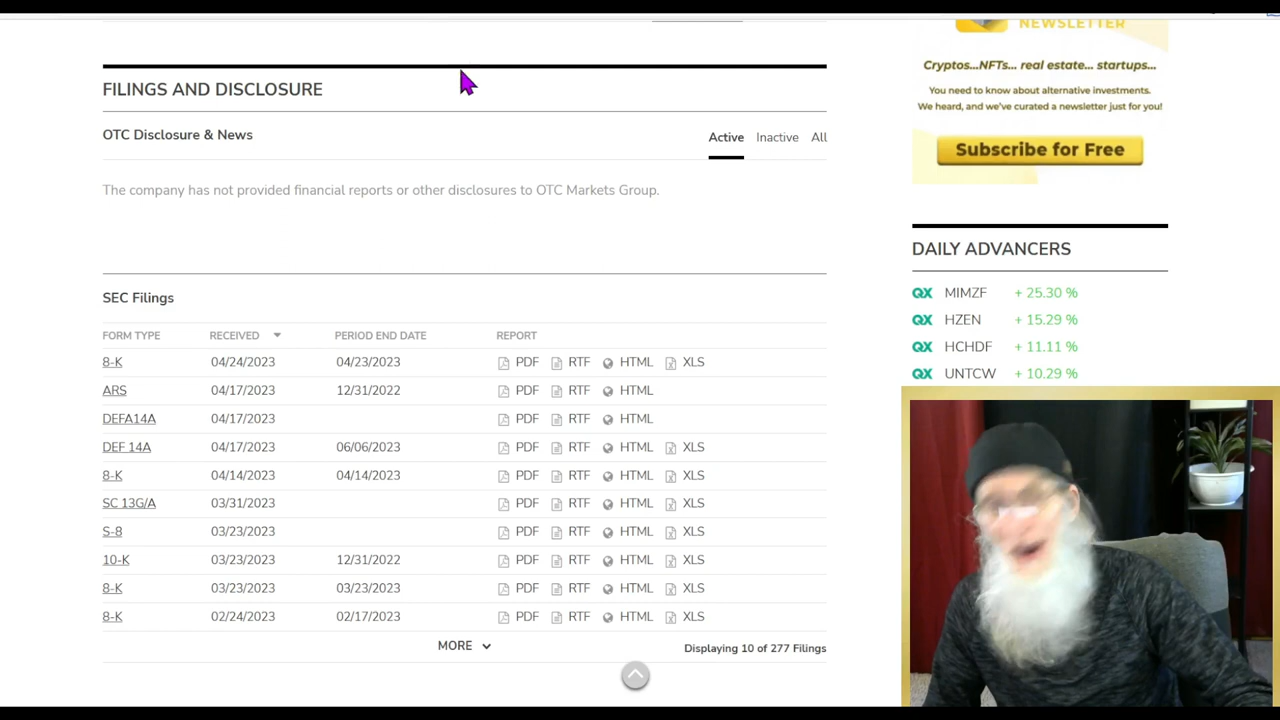 NEWSLETTER
Cryptos...NFTs... real estate... startups...
You need to know about alternative investments.
We heard, and we've curated a newsletter just for you!
Subscribe for Free
FILINGS AND DISCLOSURE
OTC Disclosure & News
Active Inactive All
The company has not provided financial reports or other disclosures to OTC Markets Group.
SEC Filings
FORM TYPE RECEIVED PERIOD END DATE REPORT
8-K 04/24/2023 04/23/2023 PDF RTF HTML XLS
ARS 04/17/2023 12/31/2022 PDF RTF HTML
DEFA14A 04/17/2023 PDF RTF HTML
DEF 14A 04/17/2023 06/06/2023 PDF RTF HTML XLS
8-K 04/14/2023 04/14/2023 PDF RTF HTML XLS
SC 13G/A 03/31/2023 PDF RTF HTML XLS
S-8 03/23/2023 PDF RTF HTML XLS
10-K 03/23/2023 12/31/2022 PDF RTF HTML XLS
8-K 03/23/2023 03/23/2023 PDF RTF HTML XLS
8-K 02/24/2023 02/17/2023 PDF RTF HTML XLS
MORE
Displaying 10 of 277 Filings
DAILY ADVANCERS
QX MIMZF + 25.30 %
QX HZEN + 15.29 %
QX HCHDF + 11.11 %
QX UNTCW + 10.29 %